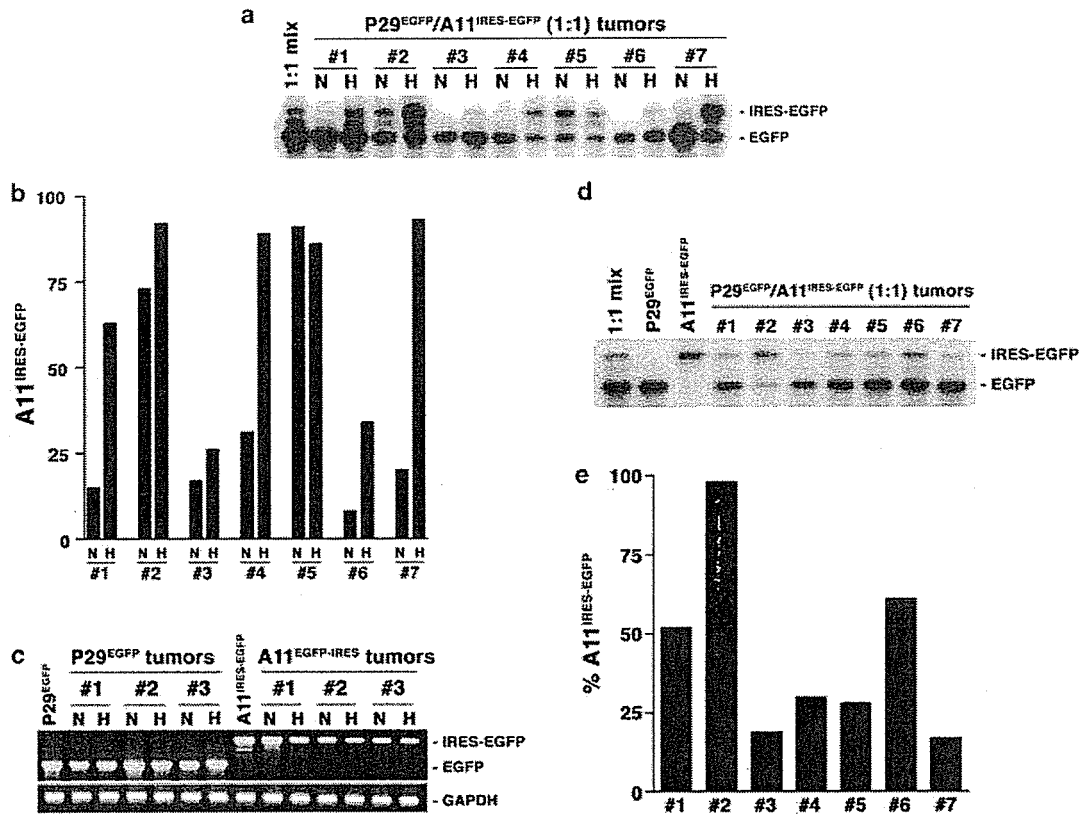 a
P29EGFP/A11IRES-EGFP (1:1) tumors
1:1 mix
#1 #2 #3 #4 #5 #6 #7
N H N H N H N H N H N H N H
- IRES-EGFP
- EGFP
b
A11IRES-EGFP
100
75
50
25
0
N H N H N H N H N H N H N H
#1 #2 #3 #4 #5 #6 #7
c
P29EGFP
P29EGFP tumors
#1 #2 #3
N H N H N H
A11IRES-EGFP
A11EGFP-IRES tumors
#1 #2 #3
N H N H N H
- IRES-EGFP
- EGFP
- GAPDH
d
1:1 mix
P29EGFP
A11IRES-EGFP
P29EGFP/A11IRES-EGFP (1:1) tumors
#1 #2 #3 #4 #5 #6 #7
- IRES-EGFP
- EGFP
e
% A11IRES-EGFP
100
75
50
25
0
#1 #2 #3 #4 #5 #6 #7